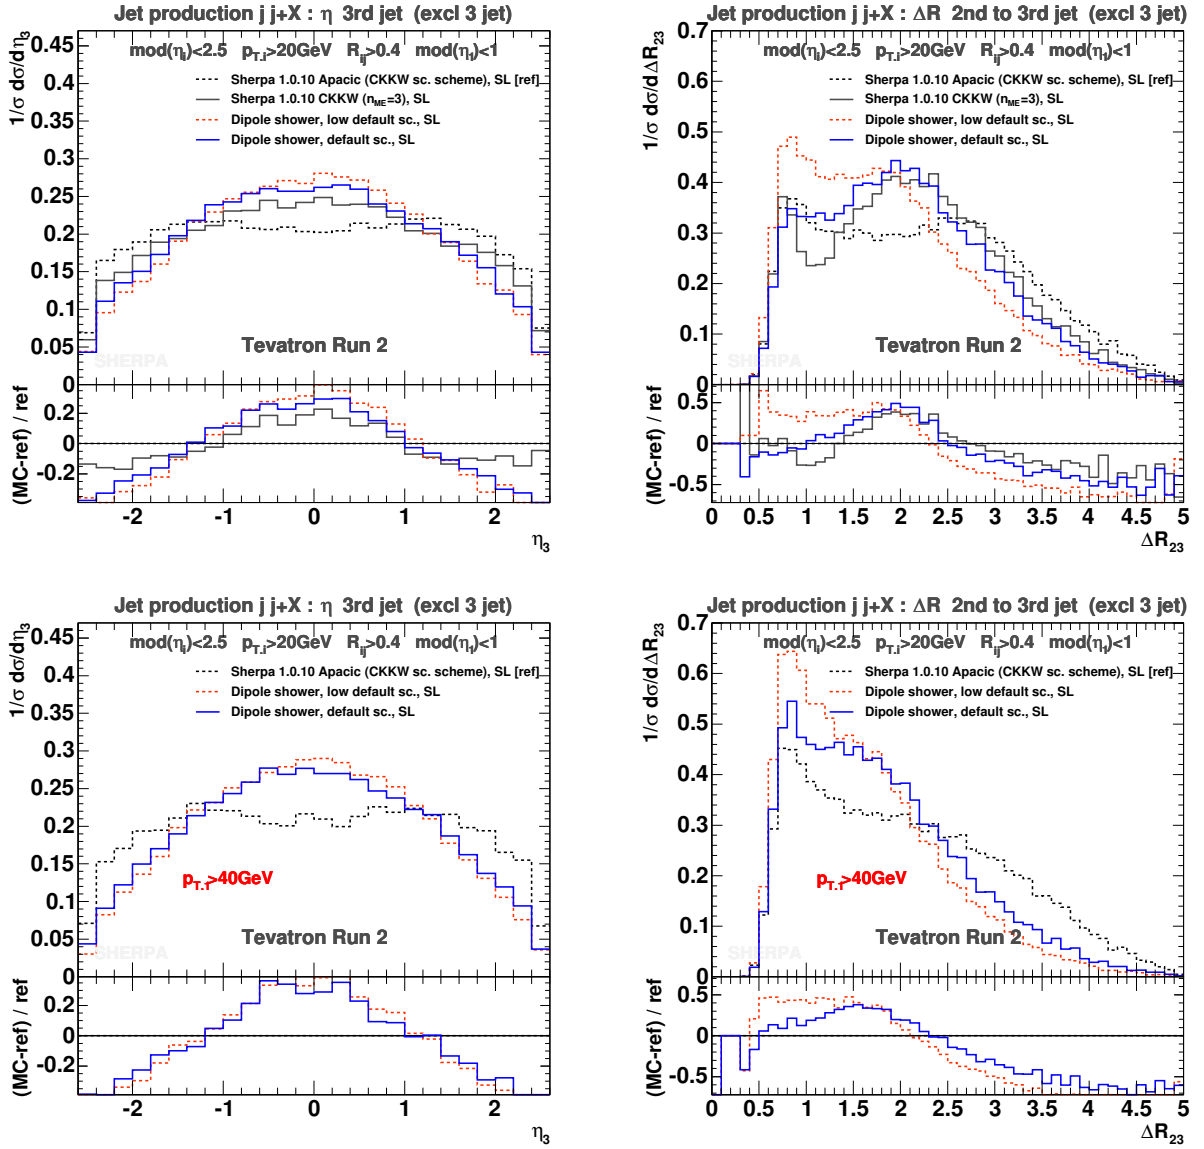 Jet production j j+X : η 3rd jet (excl 3 jet)
1/σ dσ/dη3
mod(ηi)<2.5 pT,i>20GeV Rij>0.4 mod(η1)<1
Sherpa 1.0.10 Apacic (CKKW sc. scheme), SL [ref]
Sherpa 1.0.10 CKKW (nME=3), SL
Dipole shower, low default sc., SL
Dipole shower, default sc., SL
0.45
0.4
0.35
0.3
0.25
0.2
0.15
0.1
0.05
0
Tevatron Run 2
SHERPA
(MC-ref) / ref
0.2
0
-0.2
-2 -1 0 1 2
η3
Jet production j j+X : ΔR 2nd to 3rd jet (excl 3 jet)
1/σ dσ/dΔR23
mod(ηi)<2.5 pT,i>20GeV Rij>0.4 mod(η1)<1
Sherpa 1.0.10 Apacic (CKKW sc. scheme), SL [ref]
Sherpa 1.0.10 CKKW (nME=3), SL
Dipole shower, low default sc., SL
Dipole shower, default sc., SL
0.7
0.6
0.5
0.4
0.3
0.2
0.1
0
Tevatron Run 2
SHERPA
(MC-ref) / ref
0.5
0
-0.5
0 0.5 1 1.5 2 2.5 3 3.5 4 4.5 5
ΔR23
Jet production j j+X : η 3rd jet (excl 3 jet)
1/σ dσ/dη3
mod(ηi)<2.5 pT,i>20GeV Rij>0.4 mod(η1)<1
Sherpa 1.0.10 Apacic (CKKW sc. scheme), SL [ref]
Dipole shower, low default sc., SL
Dipole shower, default sc., SL
0.45
0.4
0.35
0.3
0.25
0.2
0.15
0.1
0.05
0
pT,1>40GeV
Tevatron Run 2
SHERPA
(MC-ref) / ref
0.2
0
-0.2
-2 -1 0 1 2
η3
Jet production j j+X : ΔR 2nd to 3rd jet (excl 3 jet)
1/σ dσ/dΔR23
mod(ηi)<2.5 pT,i>20GeV Rij>0.4 mod(η1)<1
Sherpa 1.0.10 Apacic (CKKW sc. scheme), SL [ref]
Dipole shower, low default sc., SL
Dipole shower, default sc., SL
0.7
0.6
0.5
0.4
0.3
0.2
0.1
0
pT,1>40GeV
Tevatron Run 2
SHERPA
(MC-ref) / ref
0.5
0
-0.5
0 0.5 1 1.5 2 2.5 3 3.5 4 4.5 5
ΔR23